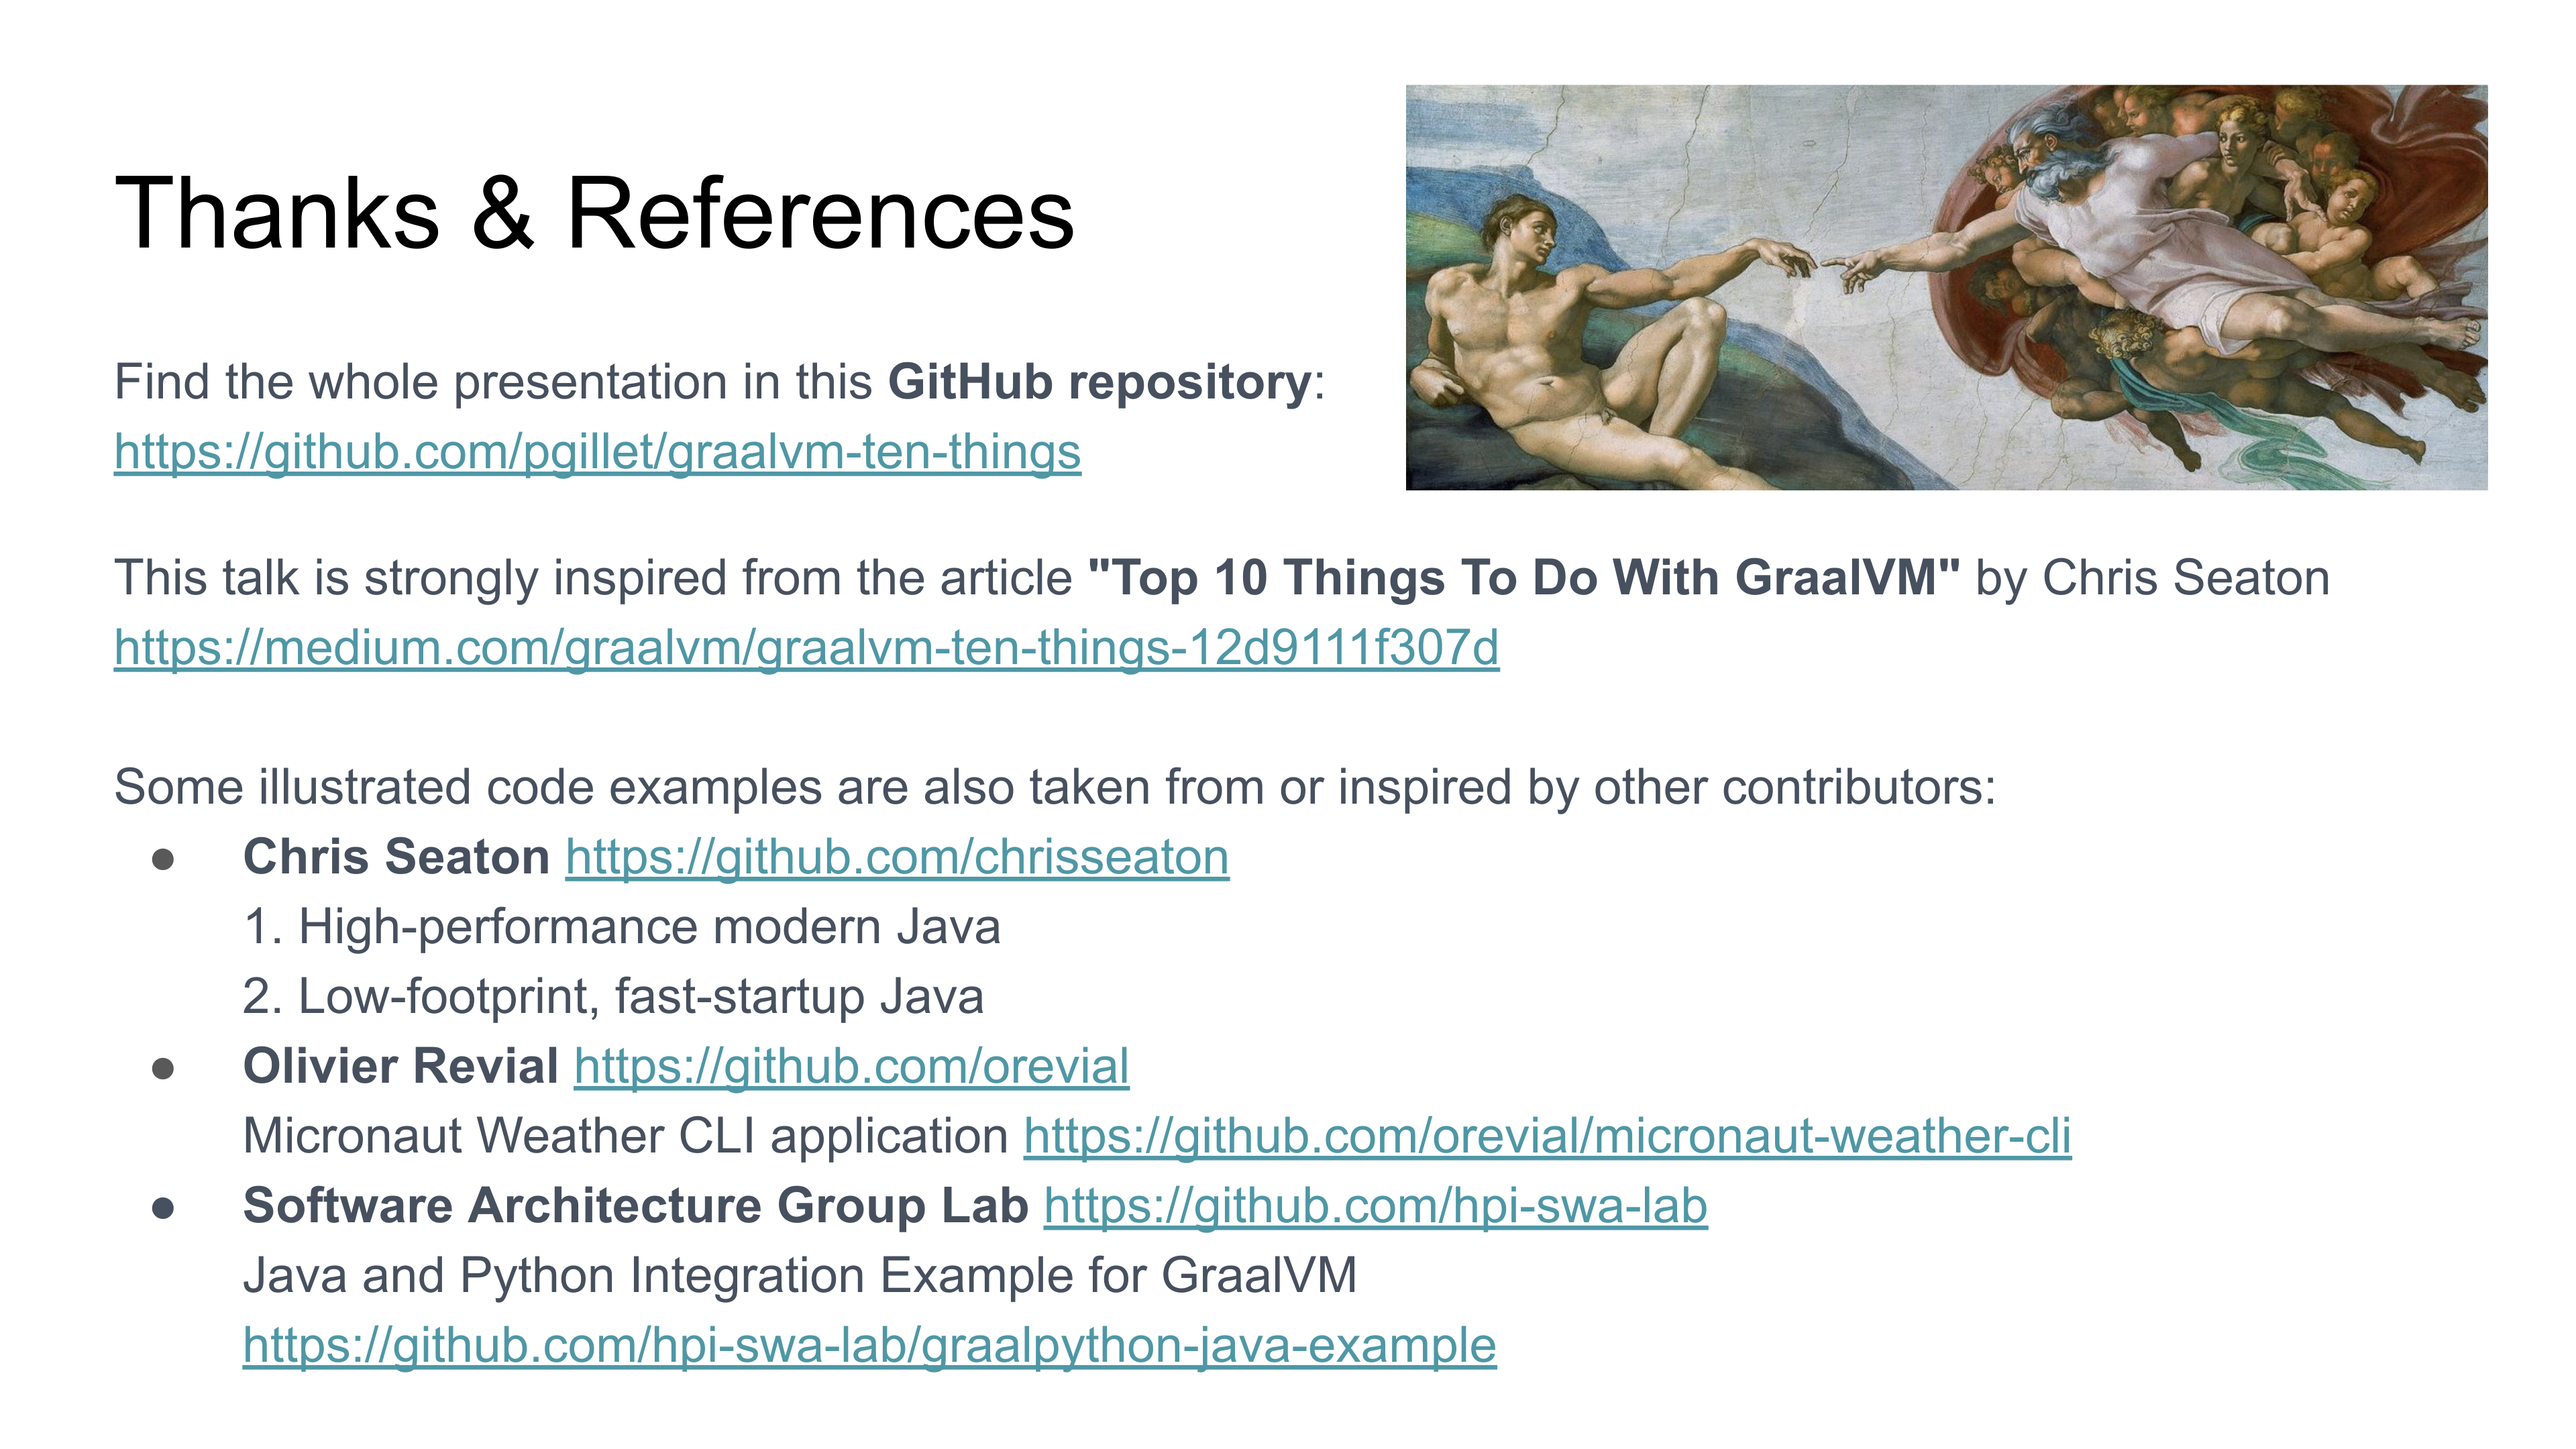 Thanks & References
Find the whole presentation in this GitHub repository:
https://github.com/pgillet/graalvm-ten-things
This talk is strongly inspired from the article "Top 10 Things To Do With GraalVM" by Chris Seaton
https://medium.com/graalvm/graalvm-ten-things-12d9111f307d
Some illustrated code examples are also taken from or inspired by other contributors:
● Chris Seaton https://github.com/chrisseaton
1. High-performance modern Java
2. Low-footprint, fast-startup Java
● Olivier Revial https://github.com/orevial
Micronaut Weather CLI application https://github.com/orevial/micronaut-weather-cli
● Software Architecture Group Lab https://github.com/hpi-swa-lab
Java and Python Integration Example for GraalVM
https://github.com/hpi-swa-lab/graalpython-java-example